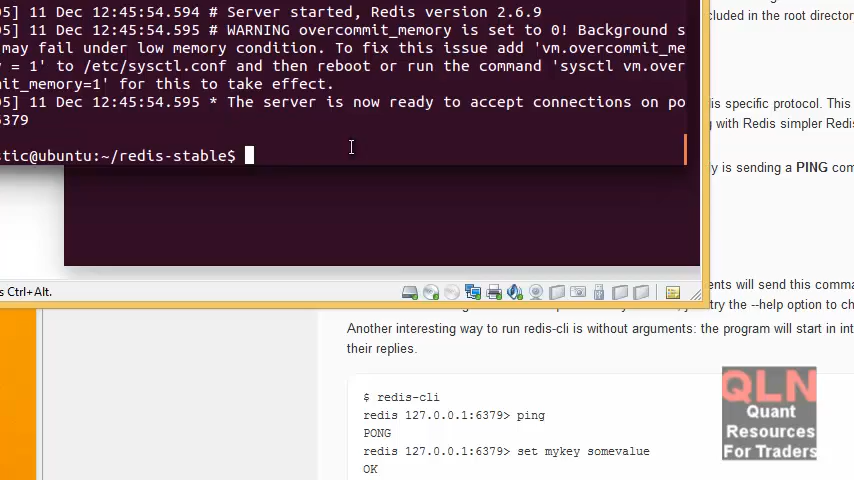 5] 11 Dec 12:45:54.594 # Server started, Redis version 2.6.9
5] 11 Dec 12:45:54.595 # WARNING overcommit_memory is set to 0! Background s
may fail under low memory condition. To fix this issue add 'vm.overcommit_me
y = 1' to /etc/sysctl.conf and then reboot or run the command 'sysctl vm.over
mit_memory=1' for this to take effect.
5] 11 Dec 12:45:54.595 * The server is now ready to accept connections on po
6379
stic@ubuntu:~/redis-stable$
s Ctrl+Alt.
cluded in the root director
is specific protocol. This
g with Redis simpler Redis
ry is sending a PING com
ents will send this comma
try the --help option to ch
Another interesting way to run redis-cli is without arguments: the program will start in int
their replies.
$ redis-cli
redis 127.0.0.1:6379> ping
PONG
redis 127.0.0.1:6379> set mykey somevalue
OK
QLN
Quant
Resources
For Traders